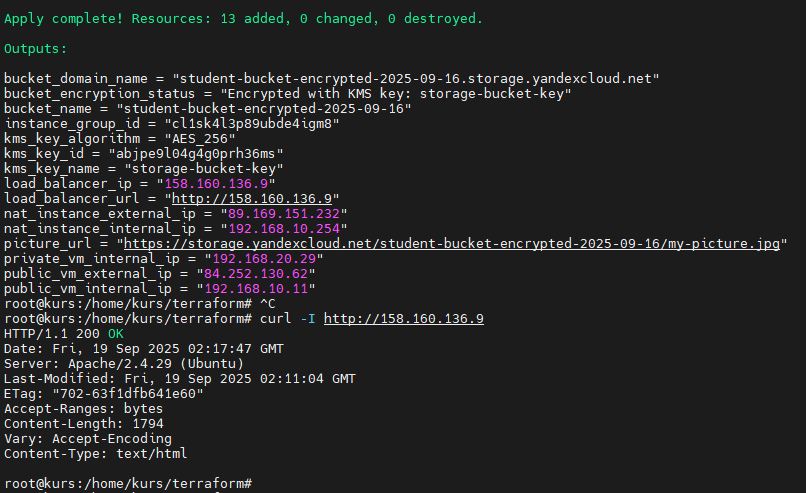 Apply complete! Resources: 13 added, 0 changed, 0 destroyed.
Outputs:
bucket_domain_name = "student-bucket-encrypted-2025-09-16.storage.yandexcloud.net"
bucket_encryption_status = "Encrypted with KMS key: storage-bucket-key"
bucket_name = "student-bucket-encrypted-2025-09-16"
instance_group_id = "cl1sk4l3p89ubde4igm8"
kms_key_algorithm = "AES_256"
kms_key_id = "abjpe9l04g4g0prh36ms"
kms_key_name = "storage-bucket-key"
load_balancer_ip = "158.160.136.9"
load_balancer_url = "http://158.160.136.9"
nat_instance_external_ip = "89.169.151.232"
nat_instance_internal_ip = "192.168.10.254"
picture_url = "https://storage.yandexcloud.net/student-bucket-encrypted-2025-09-16/my-picture.jpg"
private_vm_internal_ip = "192.168.20.29"
public_vm_external_ip = "84.252.130.62"
public_vm_internal_ip = "192.168.10.11"
root@kurs:/home/kurs/terraform# ^C
root@kurs:/home/kurs/terraform# curl -I http://158.160.136.9
HTTP/1.1 200 OK
Date: Fri, 19 Sep 2025 02:17:47 GMT
Server: Apache/2.4.29 (Ubuntu)
Last-Modified: Fri, 19 Sep 2025 02:11:04 GMT
ETag: "702-63f1dfb641e60"
Accept-Ranges: bytes
Content-Length: 1794
Vary: Accept-Encoding
Content-Type: text/html
root@kurs:/home/kurs/terraform#